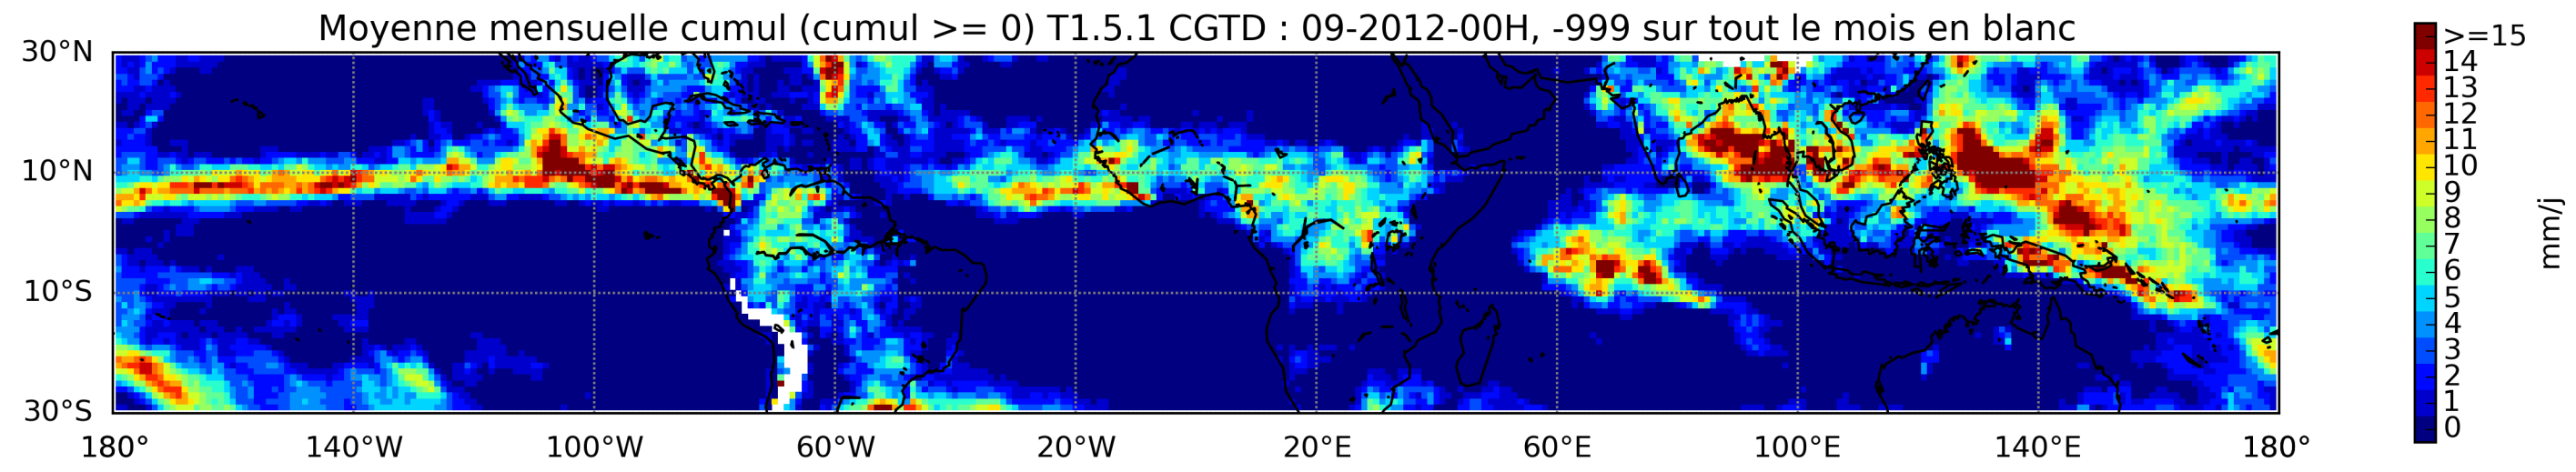 Moyenne mensuelle cumul (cumul >= 0) T1.5.1 CGTD : 09-2012-00H, -999 sur tout le mois en blanc
30°N
10°N
10°S
30°S
180°
140°W
100°W
60°W
20°W
20°E
60°E
100°E
140°E
180°
>=15
14
13
12
11
10
9
8
7
6
5
4
3
2
1
0
mm/j